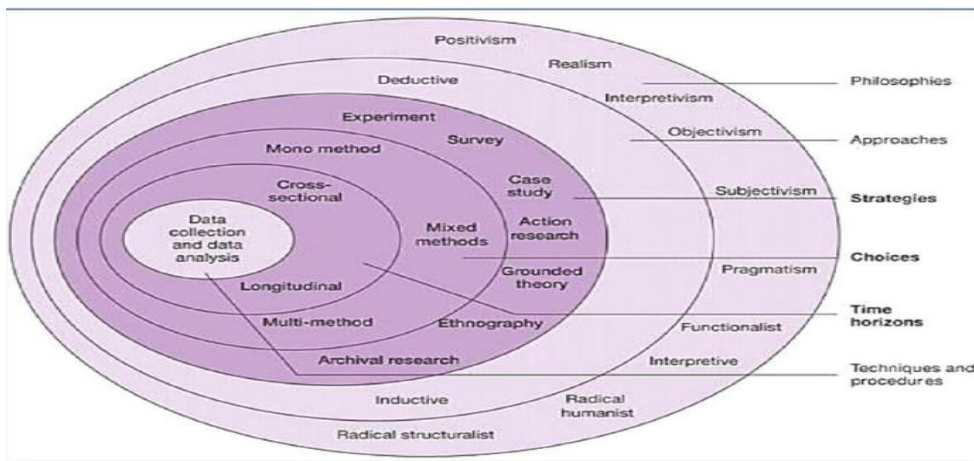 Positivism
Realism
Philosophies
Deductive
Interpretivism
Experiment
Objectivism
Approaches
Survey
Mono method
Case
study
Cross-
sectional
Subjectivism
Strategies
Data
collection
and data
analysis
Mixed
methods
Action
research
Choices
Grounded
theory
Pragmatism
Longitudinal
Time
horizons
Multi-method
Ethnography
Functionalist
Archival research
Interpretive
Techniques and
procedures
Inductive
Radical
humanist
Radical structuralist